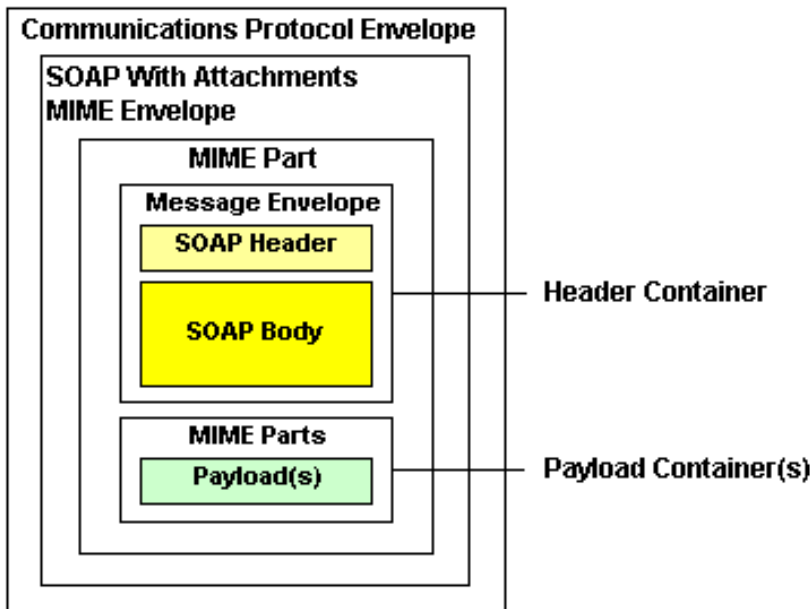 Communications Protocol Envelope
SOAP With Attachments
MIME Envelope
MIME Part
Message Envelope
SOAP Header
SOAP Body
Header Container
MIME Parts
Payload(s)
Payload Container(s)